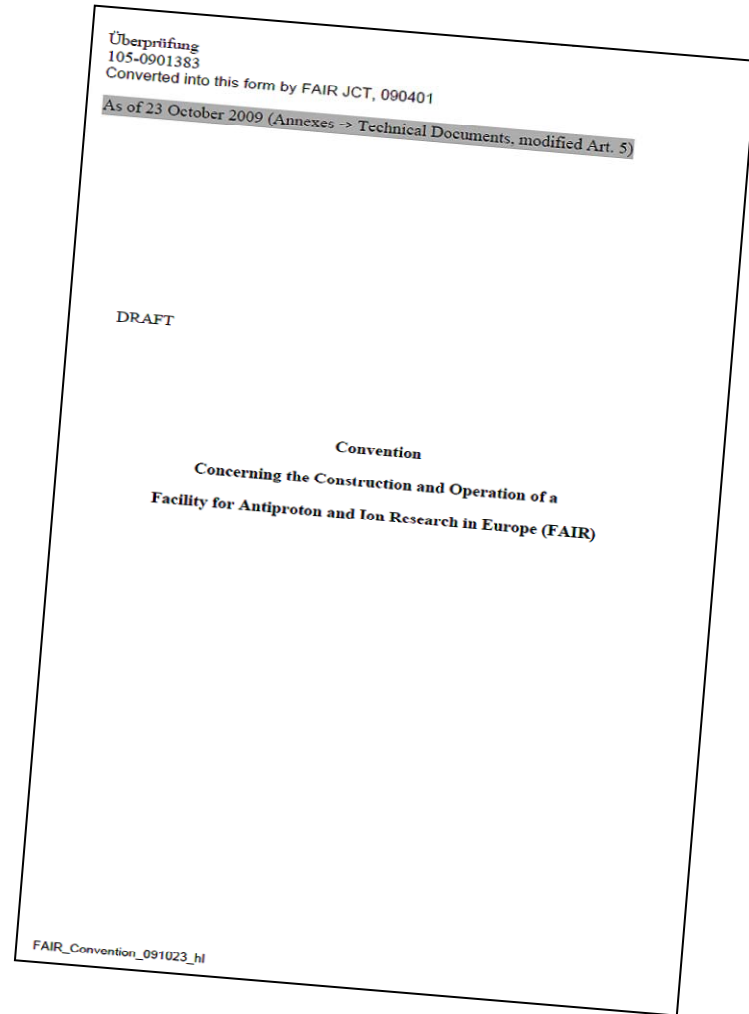 Überprüfung
105-0901383
Converted into this form by FAIR JCT, 090401
As of 23 October 2009 (Annexes -> Technical Documents, modified Art. 5)
DRAFT
Convention
Concerning the Construction and Operation of a
Facility for Antiproton and Ion Research in Europe (FAIR)
FAIR_Convention_091023_hl